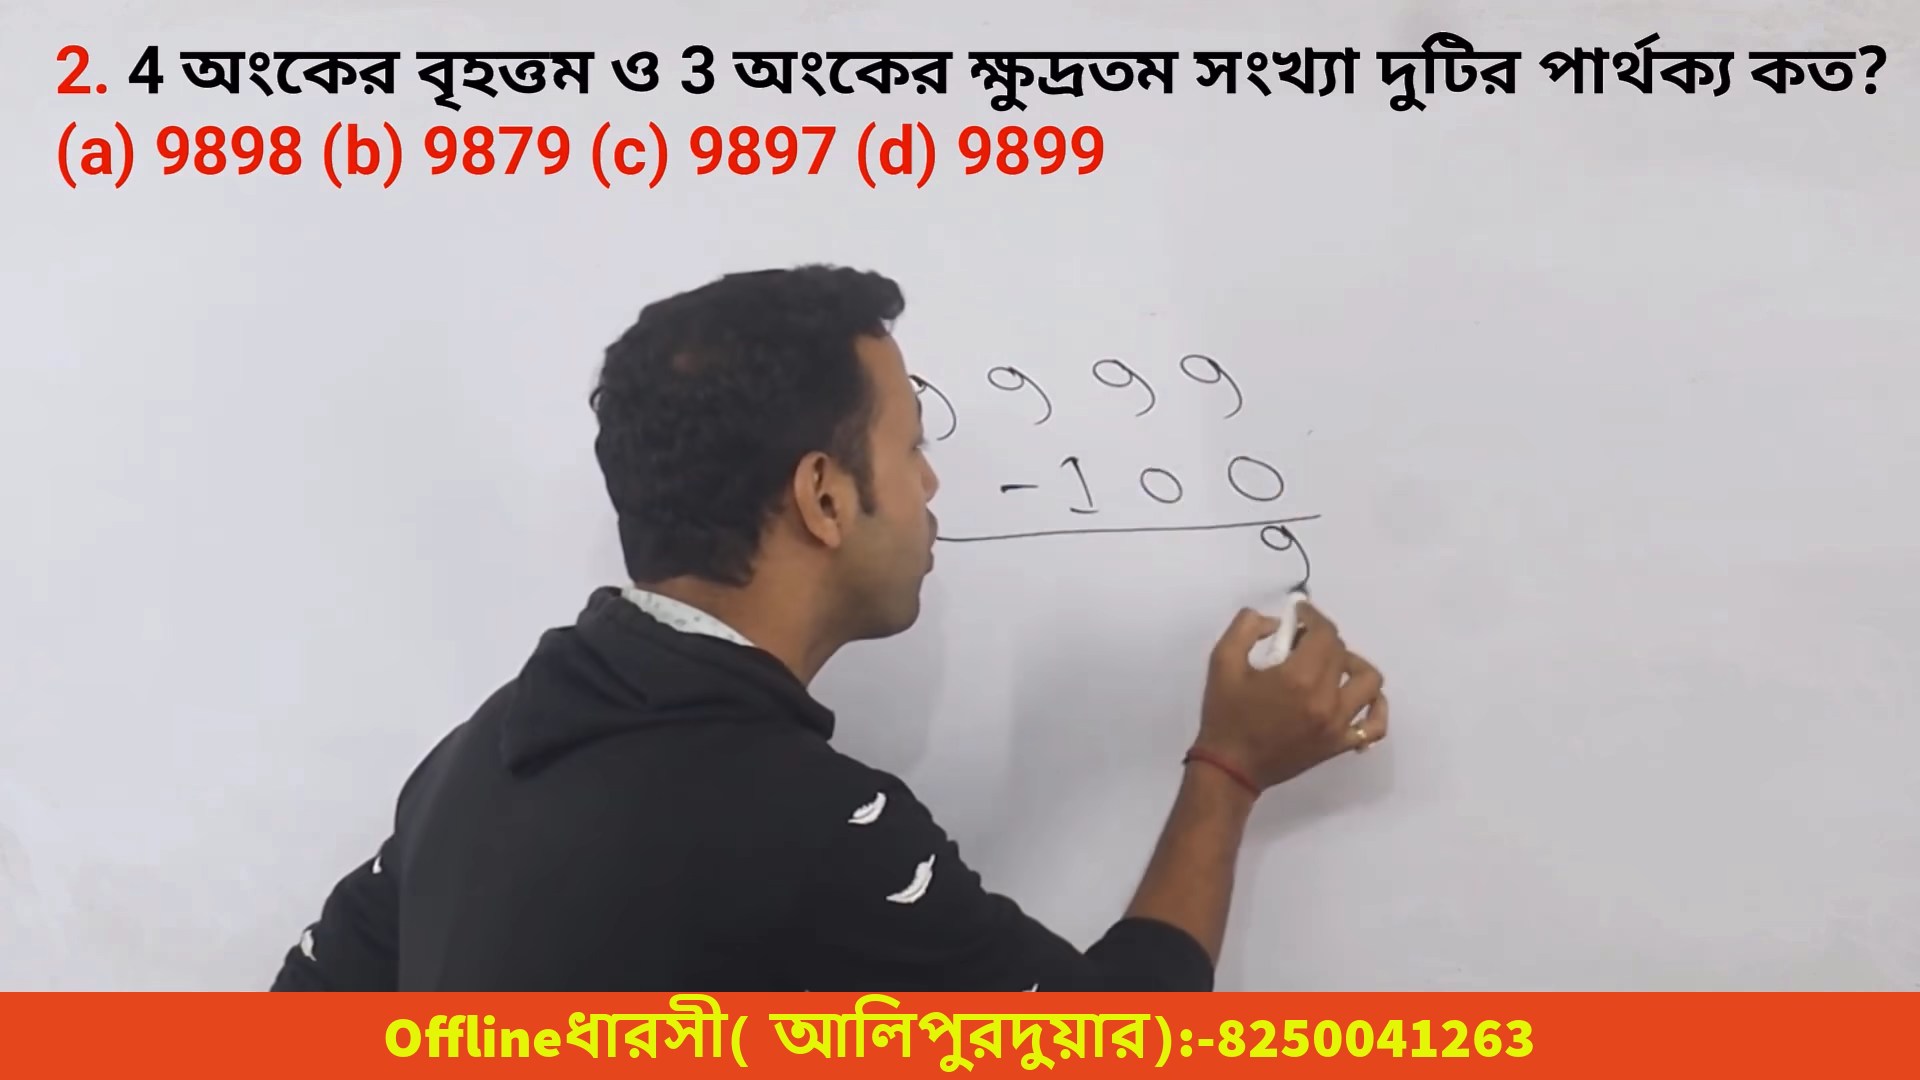 2. 4 অংকের বৃহত্তম ও 3 অংকের ক্ষুদ্রতম সংখ্যা দুটির পার্থক্য কত?
(a) 9898 (b) 9879 (c) 9897 (d) 9899
9999
-100
9
Offlineধারসী( আলিপুরদুয়ার):-8250041263